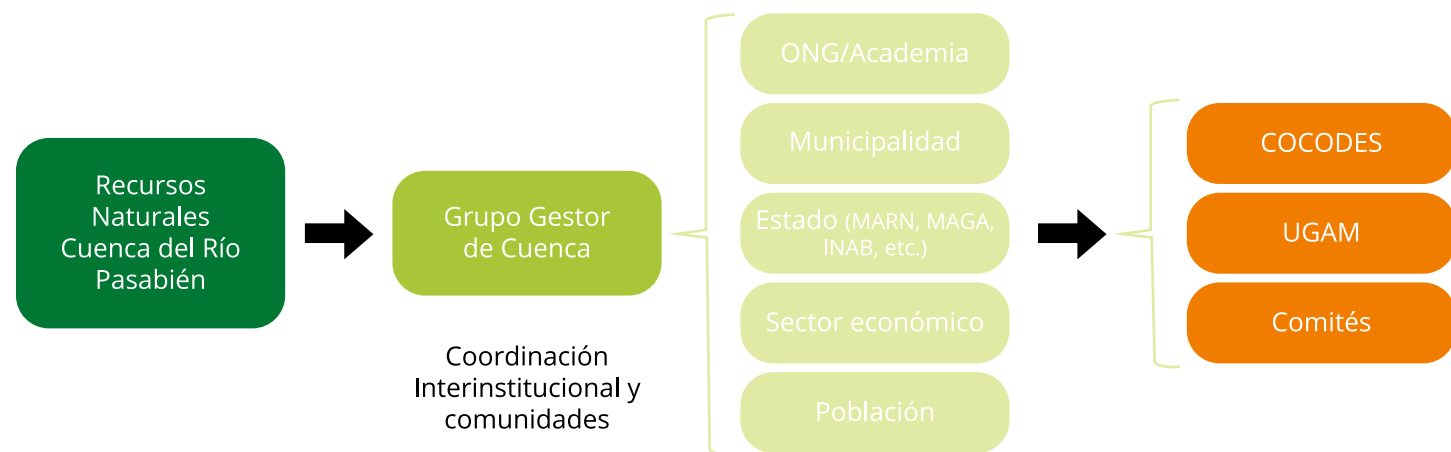 Recursos
Naturales
Cuenca del Río
Pasabién
Grupo Gestor
de Cuenca
Coordinación
Interinstitucional y
comunidades
ONG/Academia
Municipalidad
Estado (MARN, MAGA,
INAB, etc.)
Sector económico
Población
COCODES
UGAM
Comités